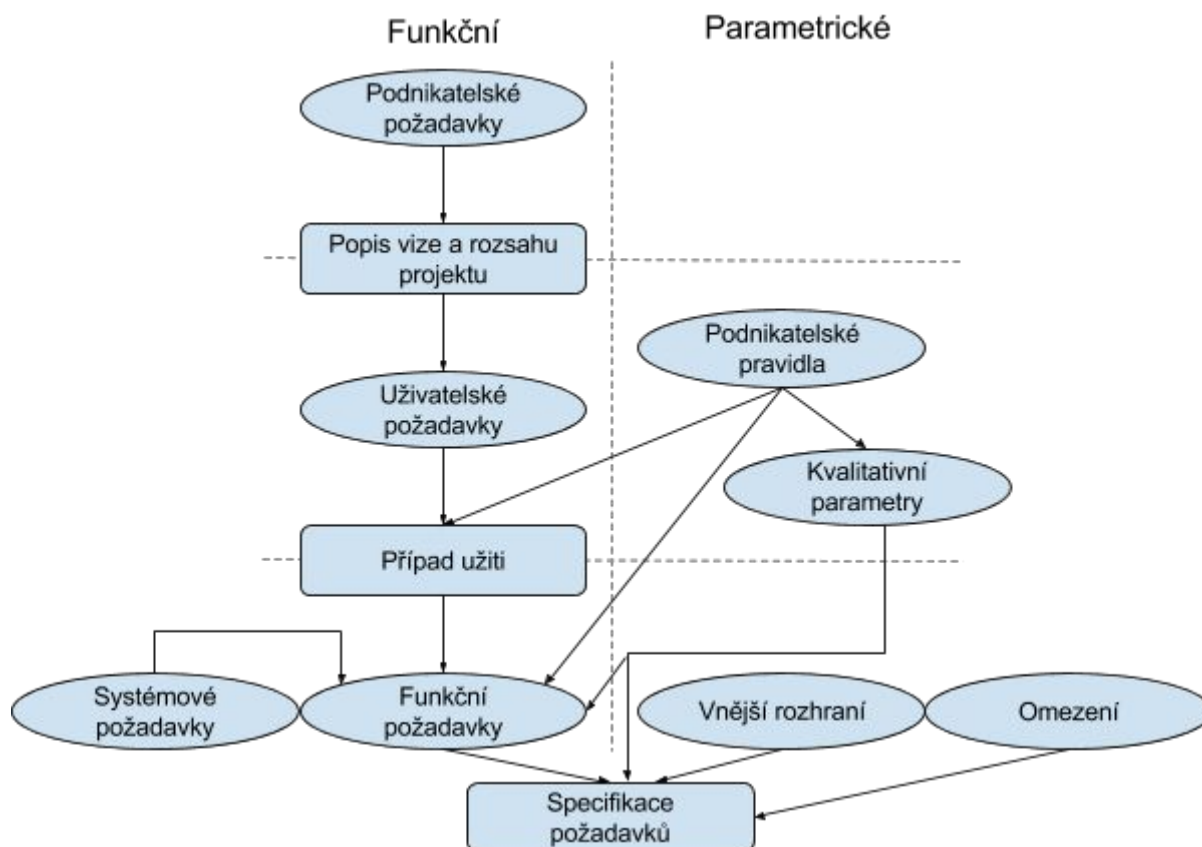 Funkční
Parametrické
Podnikatelské
požadavky
Popis vize a rozsahu
projektu
Podnikatelské
pravidla
Uživatelské
požadavky
Kvalitativní
parametry
Případ užiti
Systémové
požadavky
Funkční
požadavky
Vnější rozhraní
Omezení
Specifikace
požadavků